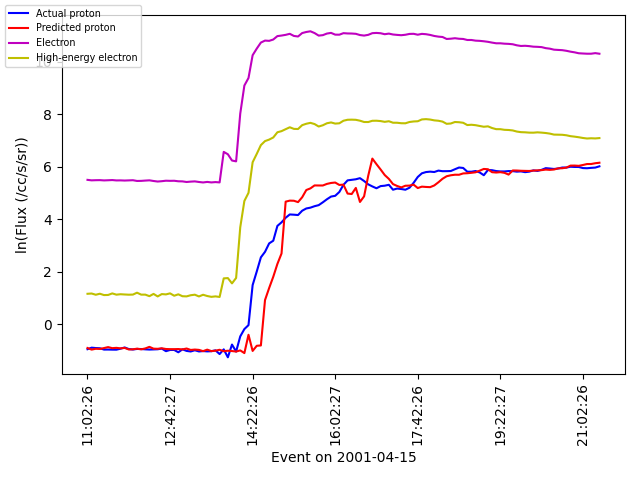 Actual proton
Predicted proton
Electron
High-energy electron
10
8
6
4
2
0
ln(Flux (/cc/s/sr))
11:02:26
12:42:27
14:22:26
16:02:27
17:42:26
19:22:27
21:02:26
Event on 2001-04-15